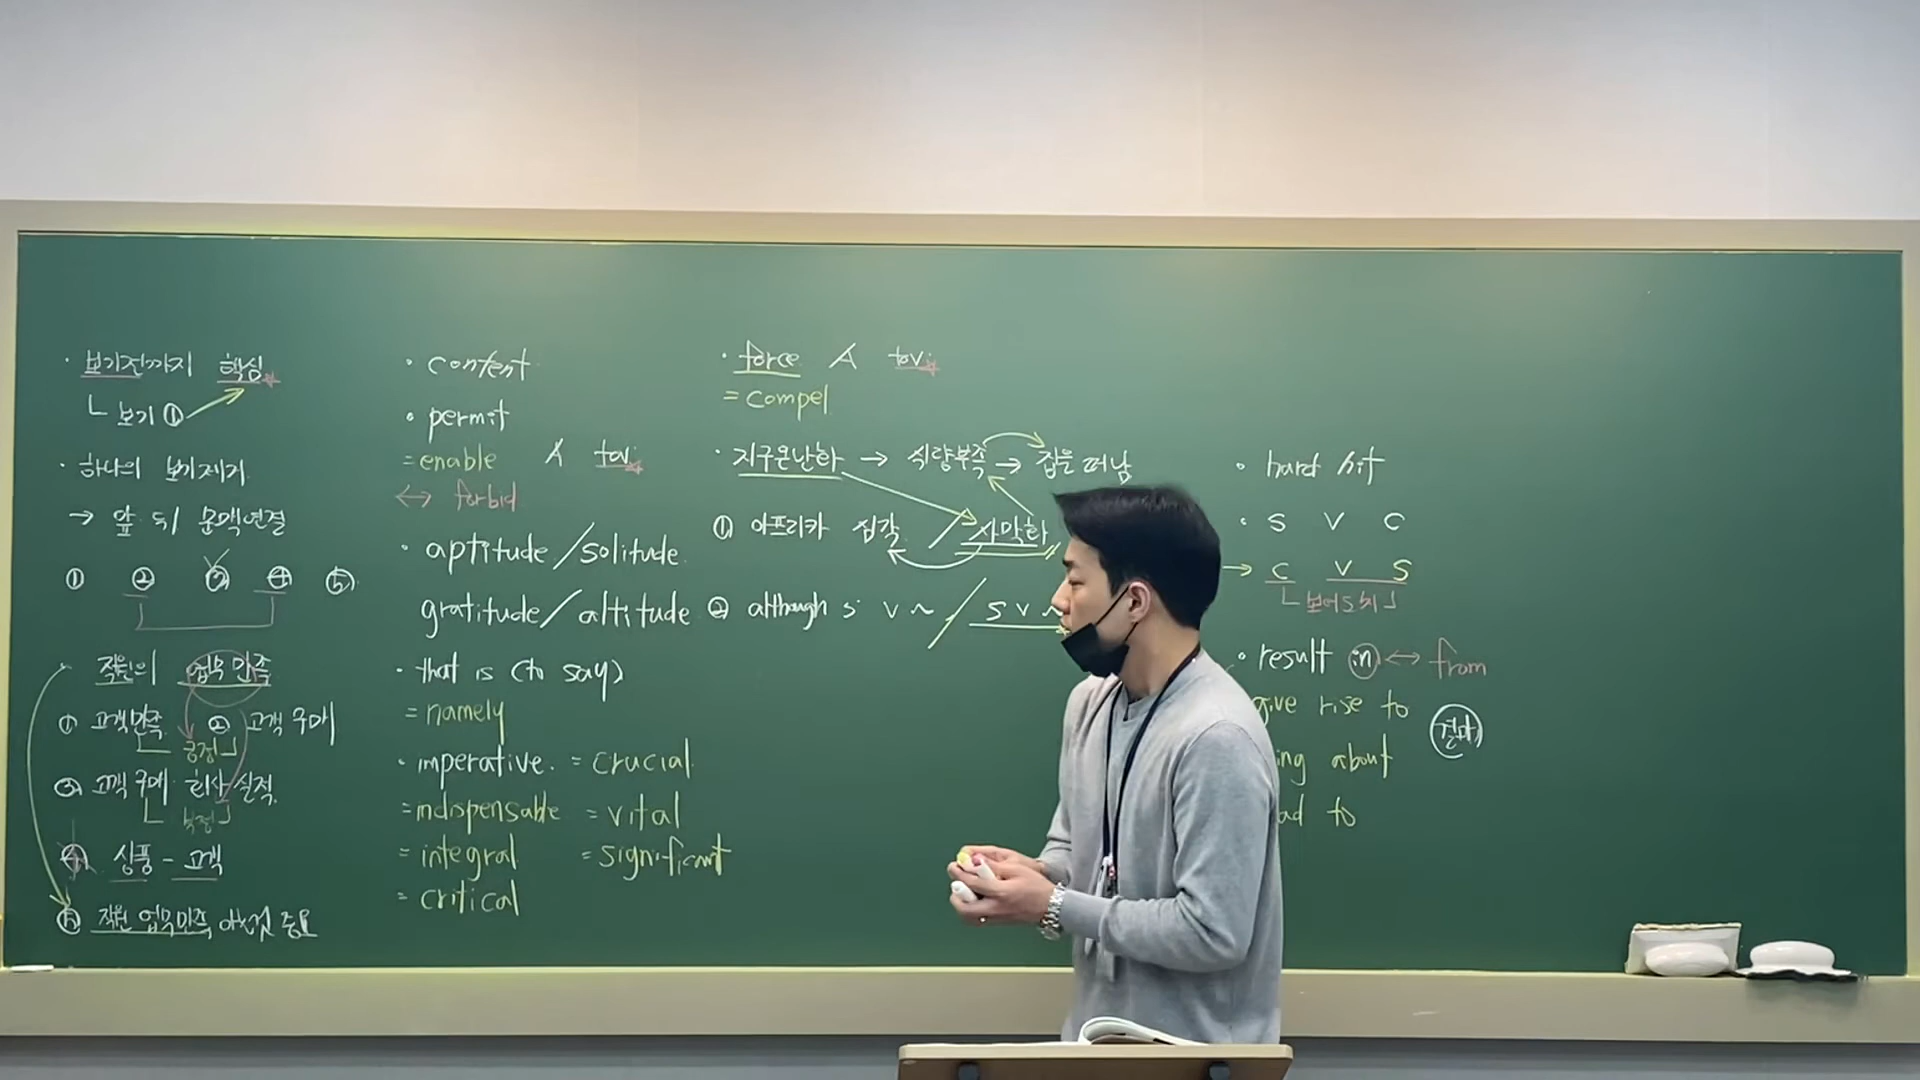 · 보기전까지 핵심
ㄴ 보기 ①
· 하나의 보기제거
→ 앞 뒤 문맥연결
① ② ③ ④ ⑤
직원의 업무만족
① 고객만족 ② 고객 구매
긍정
③ 고객 구매 회사 실적
부정
④ 상품 - 고객
⑤ 직원 업무만족 중요
· content
· permit
= enable A to v
↔ forbid
· aptitude / solitude
gratitude / altitude
· that is (to say)
= namely
· imperative = crucial
= indispensable = vital
= integral = significant
= critical
· force A to v
= compel
· 지구온난화 → 식량부족 → 집을 떠남
① 아프리카 심각 / 사막화
② although S V ~ / S V ~
· hard hit
· S V C
→ C V S
보어도치
· result in ↔ from
give rise to
결과
ing about
ad to